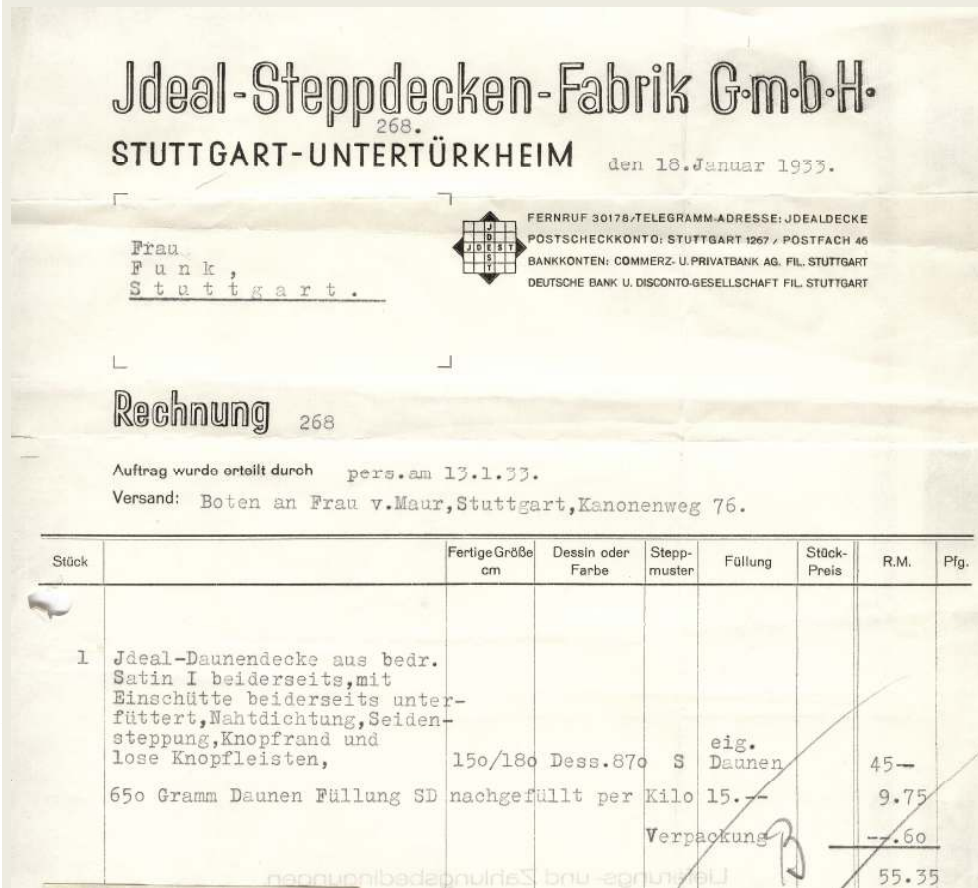 Jdeal-Steppdecken-Fabrik G·m·b·H·
268.
STUTTGART-UNTERTÜRKHEIM den 18.Januar 1933.
Frau
Funk,
Stuttgart.
JDEST
JDEST
FERNRUF 30178/TELEGRAMM-ADRESSE: JDEALDECKE
POSTSCHECKKONTO: STUTTGART 1267 / POSTFACH 46
BANKKONTEN: COMMERZ- U. PRIVATBANK AG. FIL. STUTTGART
DEUTSCHE BANK U. DISCONTO-GESELLSCHAFT FIL. STUTTGART
Rechnung 268
Auftrag wurde erteilt durch pers.am 13.1.33.
Versand: Boten an Frau v.Maur,Stuttgart,Kanonenweg 76.
Stück Fertige Größe cm Dessin oder Farbe Stepp-muster Füllung Stück-Preis R.M. Pfg.
1 Jdeal-Daunendecke aus bedr.
Satin I beiderseits,mit
Einschütte beiderseits unter-
füttert,Nahtdichtung,Seiden-
steppung,Knopfrand und
lose Knopfleisten, 150/180 Dess.870 S eig. Daunen 45—
650 Gramm Daunen Füllung SD nachgefüllt per Kilo 15.-- 9.75
Verpackung --.60
55.35
Lieferungs- und Zahlungsbedingungen